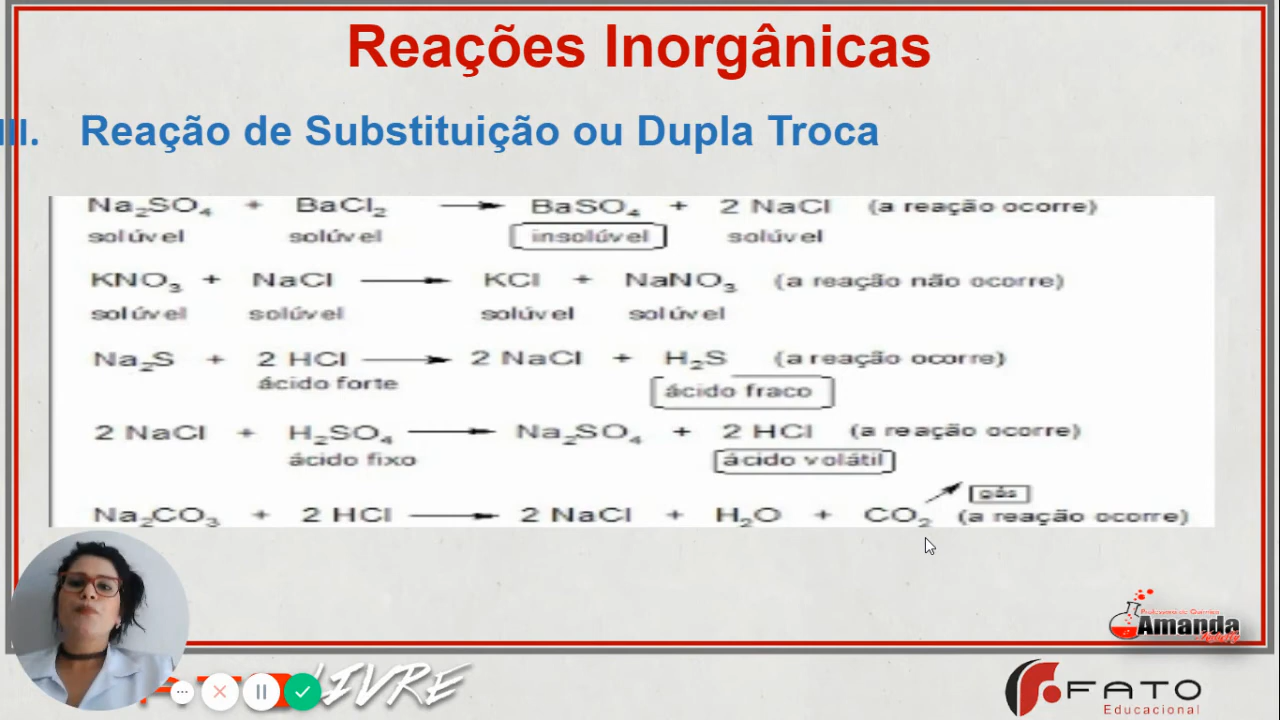 Reações Inorgânicas
III. Reação de Substituição ou Dupla Troca
Na₂SO₄ + BaCl₂ → BaSO₄ + 2 NaCl (a reação ocorre)
solúvel solúvel insolúvel solúvel
KNO₃ + NaCl → KCl + NaNO₃ (a reação não ocorre)
solúvel solúvel solúvel solúvel
Na₂S + 2 HCl → 2 NaCl + H₂S (a reação ocorre)
ácido forte ácido fraco
2 NaCl + H₂SO₄ → Na₂SO₄ + 2 HCl (a reação ocorre)
ácido fixo ácido volátil
gás
Na₂CO₃ + 2 HCl → 2 NaCl + H₂O + CO₂ (a reação ocorre)
Professora de Química
Amanda
LIVRE
FATO
Educacional